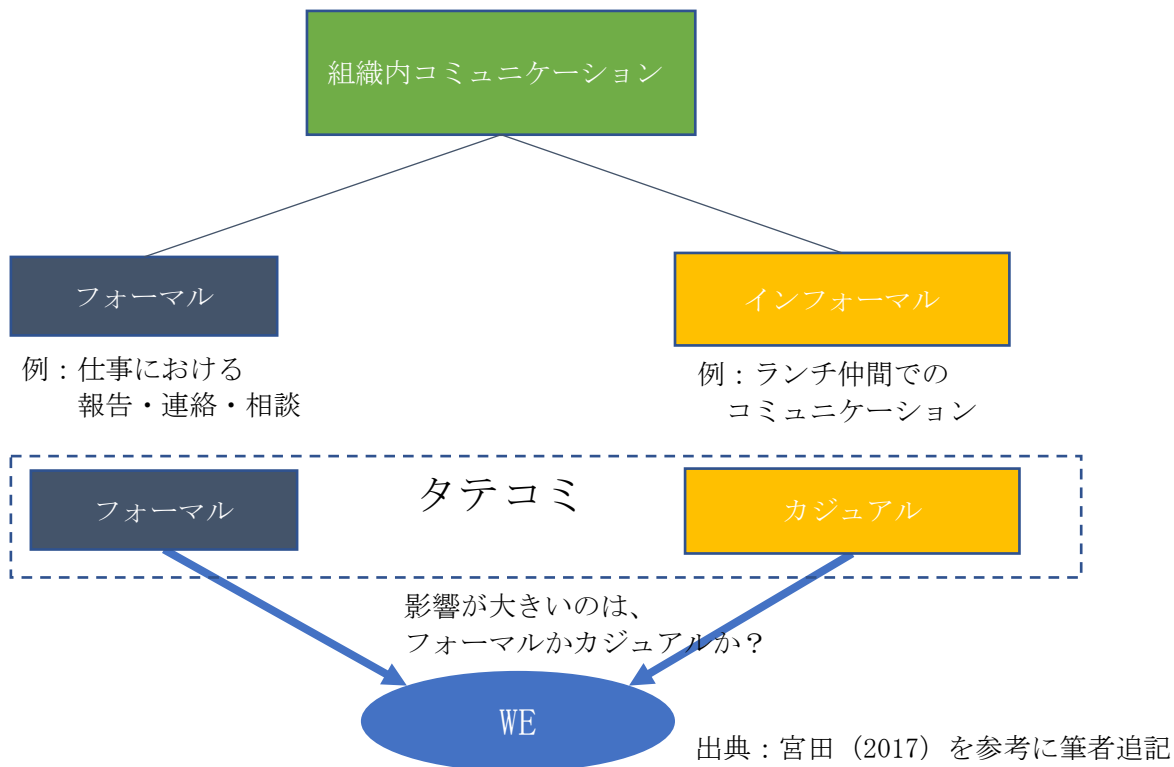 組織内コミュニケーション
フォーマル
インフォーマル
例：仕事における
報告・連絡・相談
例：ランチ仲間での
コミュニケーション
フォーマル
タテコミ
カジュアル
影響が大きいのは、
フォーマルかカジュアルか？
WE
出典：宮田（2017）を参考に筆者追記